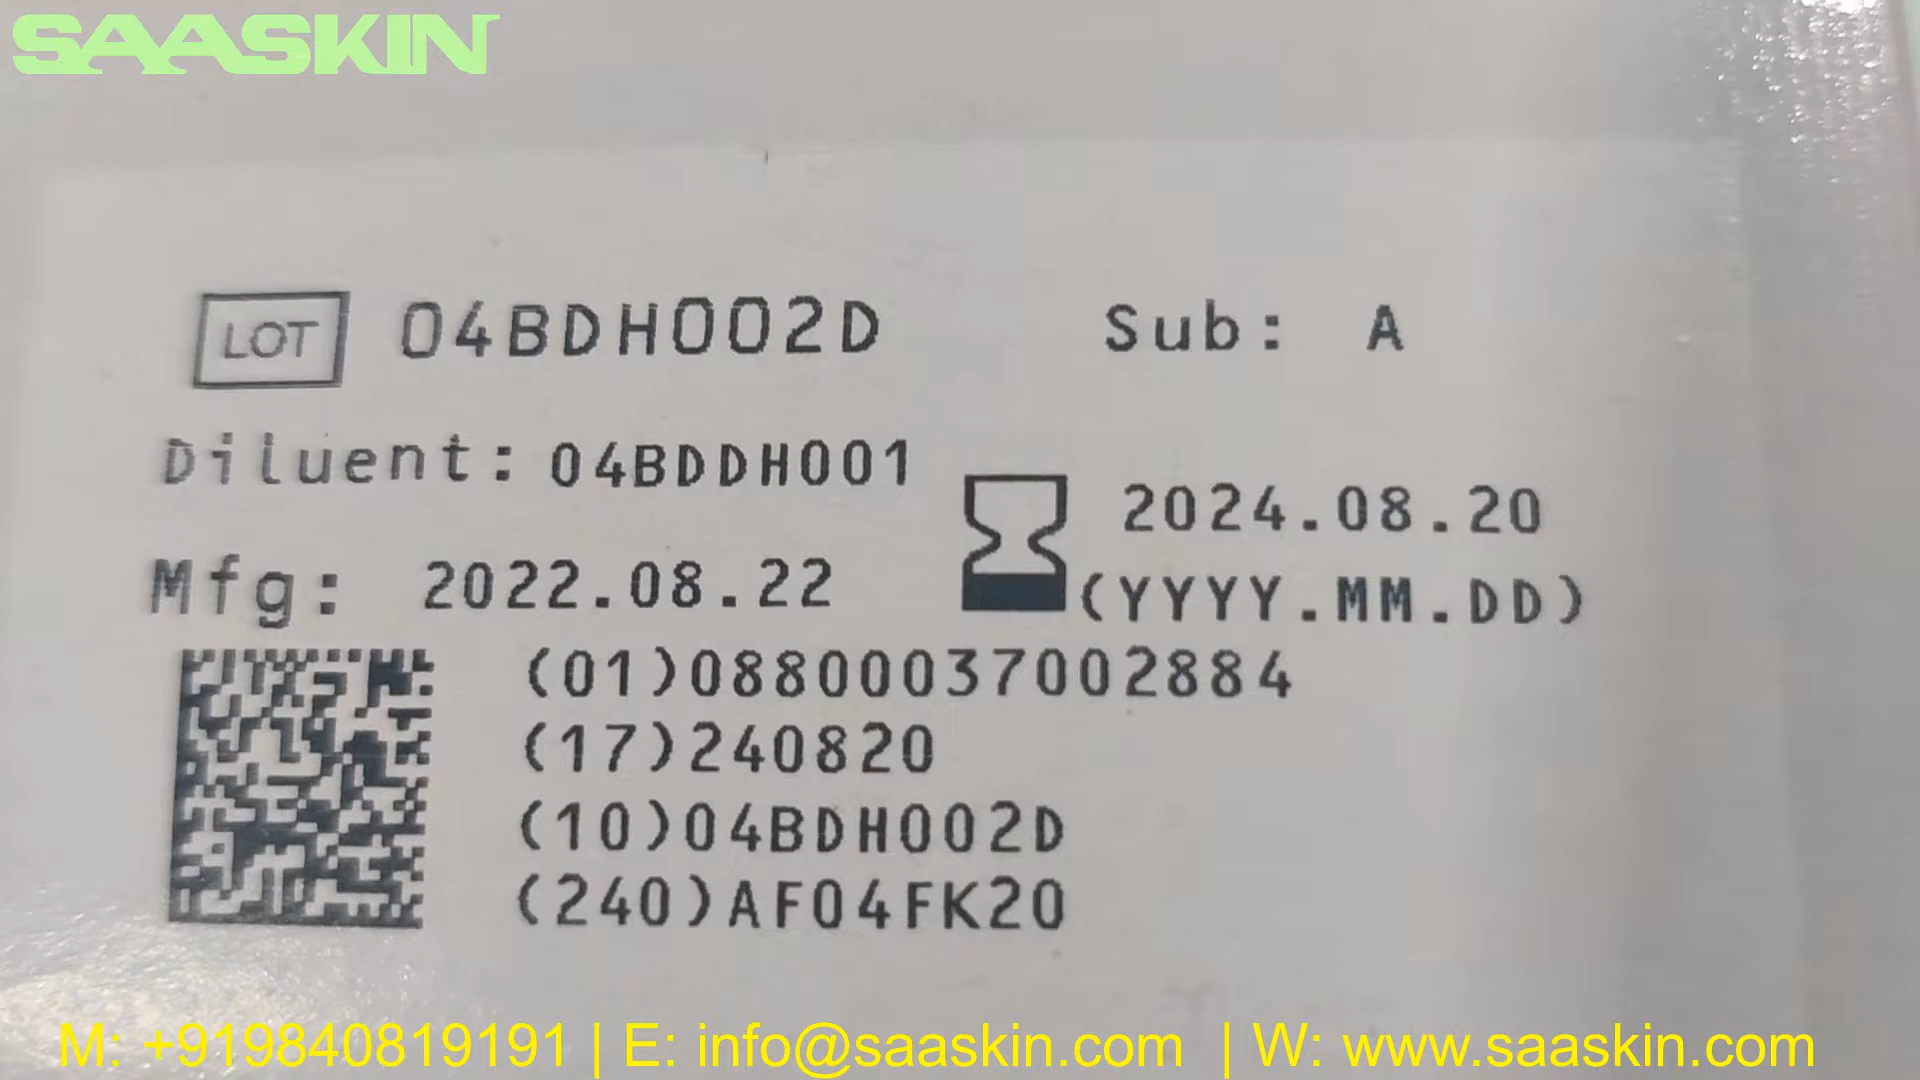 SAASKIN
LOT 04BDH002D Sub: A
Diluent: 04BDDH001
2024.08.20
Mfg: 2022.08.22 (YYYY.MM.DD)
(01)08800037002884
(17)240820
(10)04BDH002D
(240)AF04FK20
M: +919840819191 | E: info@saaskin.com | W: www.saaskin.com